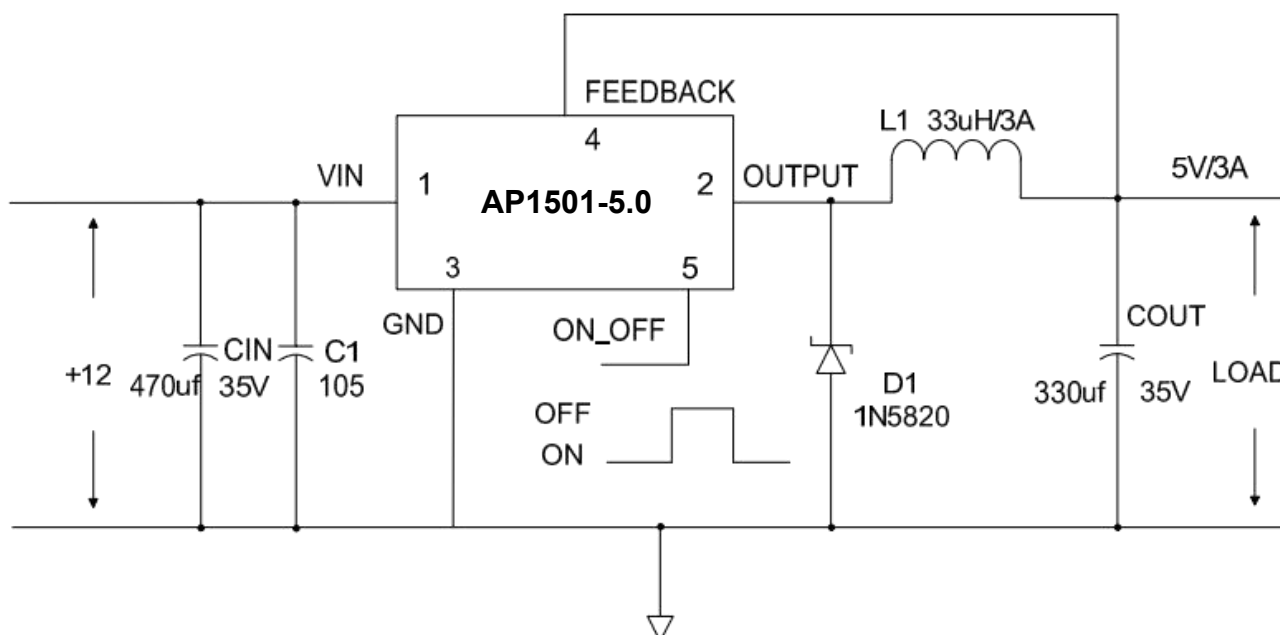 FEEDBACK
L1 33uH/3A
4
VIN
1
AP1501-5.0
2
OUTPUT
5V/3A
3
5
GND
ON_OFF
COUT
+12
CIN
470uf 35V
C1
105
D1
1N5820
330uf 35V
LOAD
OFF
ON